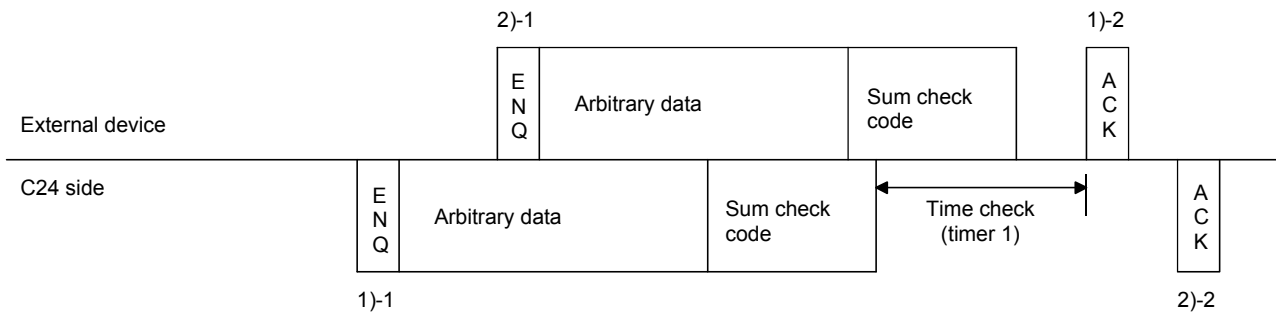 2)-1
1)-2
E
N
Q
Arbitrary data
Sum check
code
A
C
K
External device
C24 side
E
N
Q
Arbitrary data
Sum check
code
Time check
(timer 1)
A
C
K
1)-1
2)-2